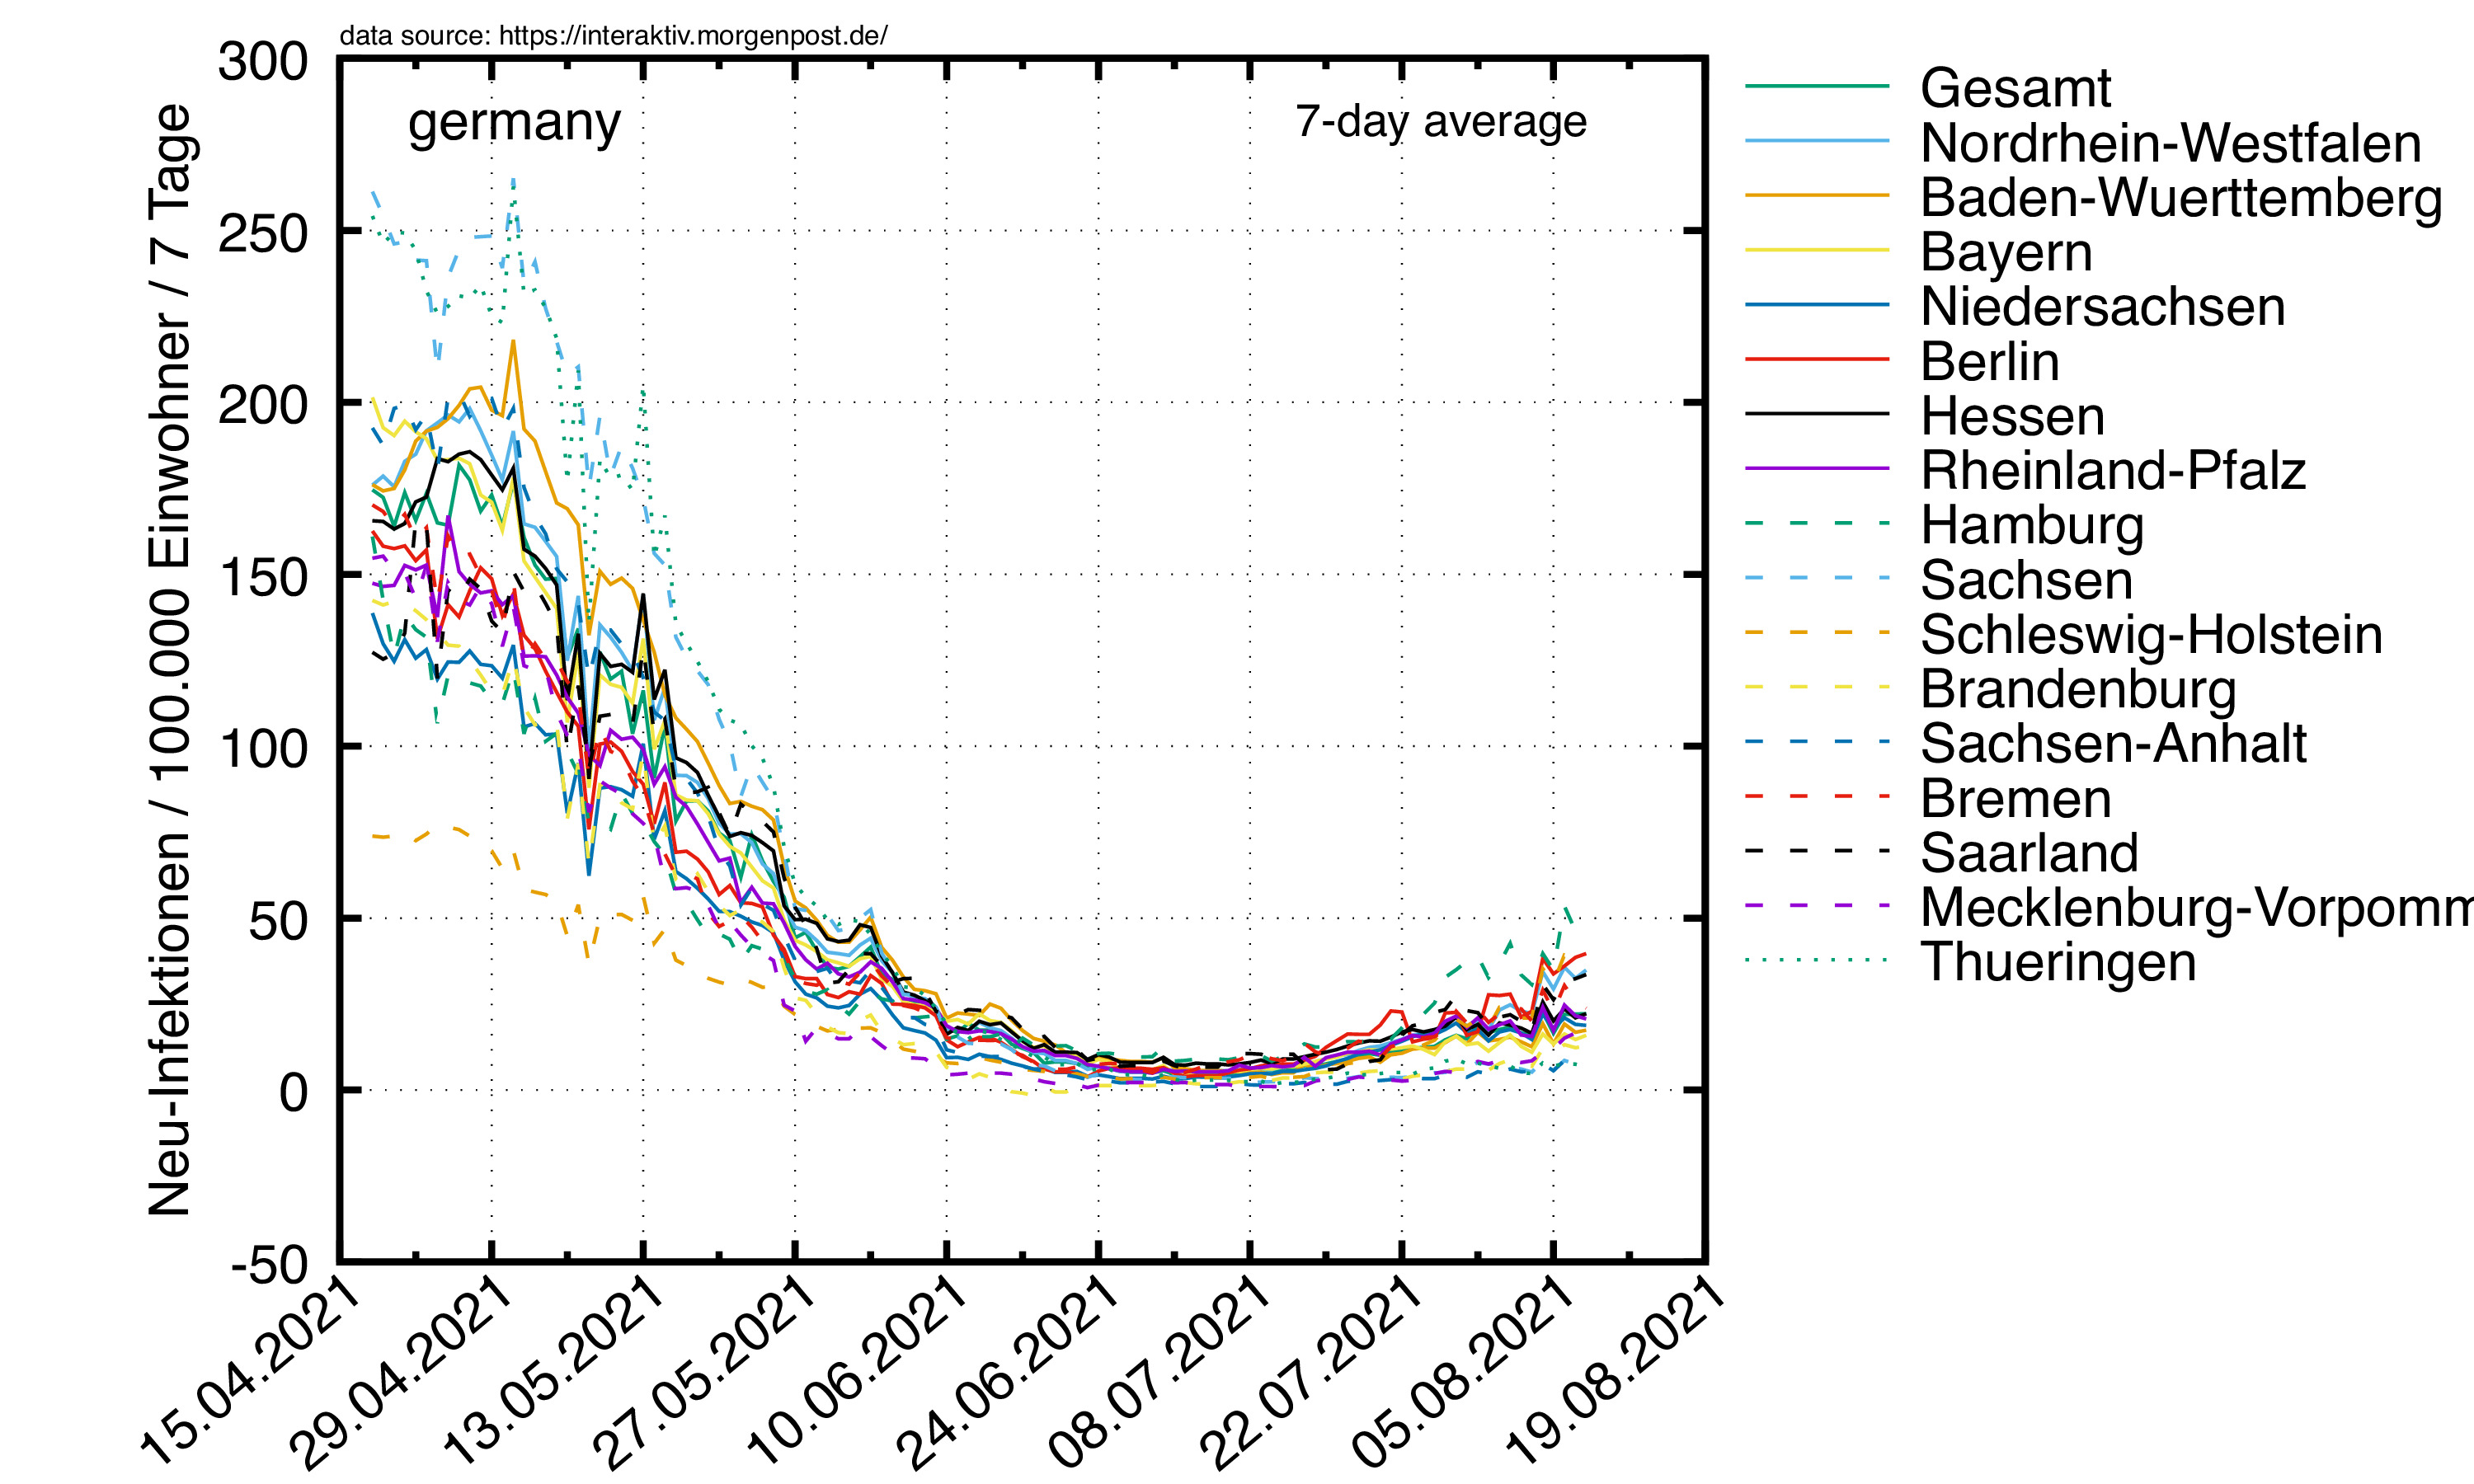 data source: https://interaktiv.morgenpost.de/
germany
7-day average
Neu-Infektionen / 100.000 Einwohner / 7 Tage
300
250
200
150
100
50
0
-50
15.04.2021
29.04.2021
13.05.2021
27.05.2021
10.06.2021
24.06.2021
08.07.2021
22.07.2021
05.08.2021
19.08.2021
Gesamt
Nordrhein-Westfalen
Baden-Wuerttemberg
Bayern
Niedersachsen
Berlin
Hessen
Rheinland-Pfalz
Hamburg
Sachsen
Schleswig-Holstein
Brandenburg
Sachsen-Anhalt
Bremen
Saarland
Mecklenburg-Vorpomm
Thueringen